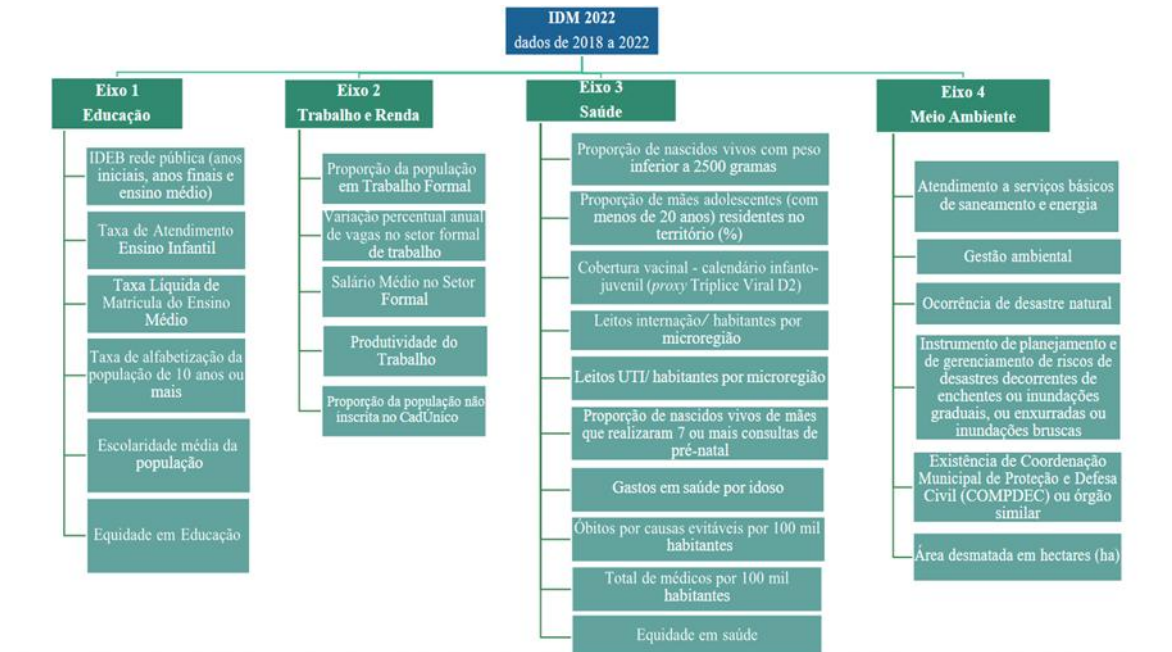 IDM 2022
dados de 2018 a 2022
Eixo 1
Educação
IDEB rede pública (anos
iniciais, anos finais e
ensino médio)
Taxa de Atendimento
Ensino Infantil
Taxa Líquida de
Matrícula do Ensino
Médio
Taxa de alfabetização da
população de 10 anos ou
mais
Escolaridade média da
população
Equidade em Educação
Eixo 2
Trabalho e Renda
Proporção da população
em Trabalho Formal
Variação percentual anual
de vagas no setor formal
de trabalho
Salário Médio no Setor
Formal
Produtividade do
Trabalho
Proporção da população não
inscrita no CadÚnico
Eixo 3
Saúde
Proporção de nascidos vivos com peso
inferior a 2500 gramas
Proporção de mães adolescentes (com
menos de 20 anos) residentes no
território (%)
Cobertura vacinal - calendário infanto-
juvenil (proxy Tríplice Viral D2)
Leitos internação/ habitantes por
microregião
Leitos UTI/ habitantes por microregião
Proporção de nascidos vivos de mães
que realizaram 7 ou mais consultas de
pré-natal
Gastos em saúde por idoso
Óbitos por causas evitáveis por 100 mil
habitantes
Total de médicos por 100 mil
habitantes
Equidade em saúde
Eixo 4
Meio Ambiente
Atendimento a serviços básicos
de saneamento e energia
Gestão ambiental
Ocorrência de desastre natural
Instrumento de planejamento e
de gerenciamento de riscos de
desastres decorrentes de
enchentes ou inundações
graduais, ou enxurradas ou
inundações bruscas
Existência de Coordenação
Municipal de Proteção e Defesa
Civil (COMPDEC) ou órgão
similar
Área desmatada em hectares (ha)